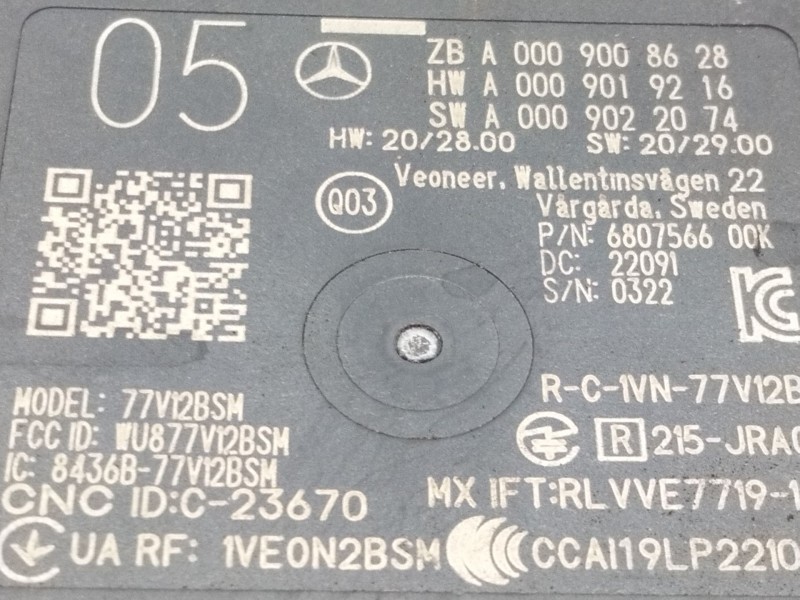 05
ZB A 000 900 86 28
HW A 000 901 92 16
SW A 000 902 20 74
HW: 20/28.00 SW: 20/29.00
Q03
Veoneer, Wallentinsvägen 22
Vårgårda, Sweden
P/N: 6807566 00K
DC: 22091
S/N: 0322
MODEL: 77V12BSM
FCC ID: WU877V12BSM
IC: 8436B-77V12BSM
R-C-1VN-77V12B
R 215-JRA
CNC ID:C-23670
MX IFT:RLVVE7719-1
UA RF: 1VEON2BSM
CCAI19LP2210